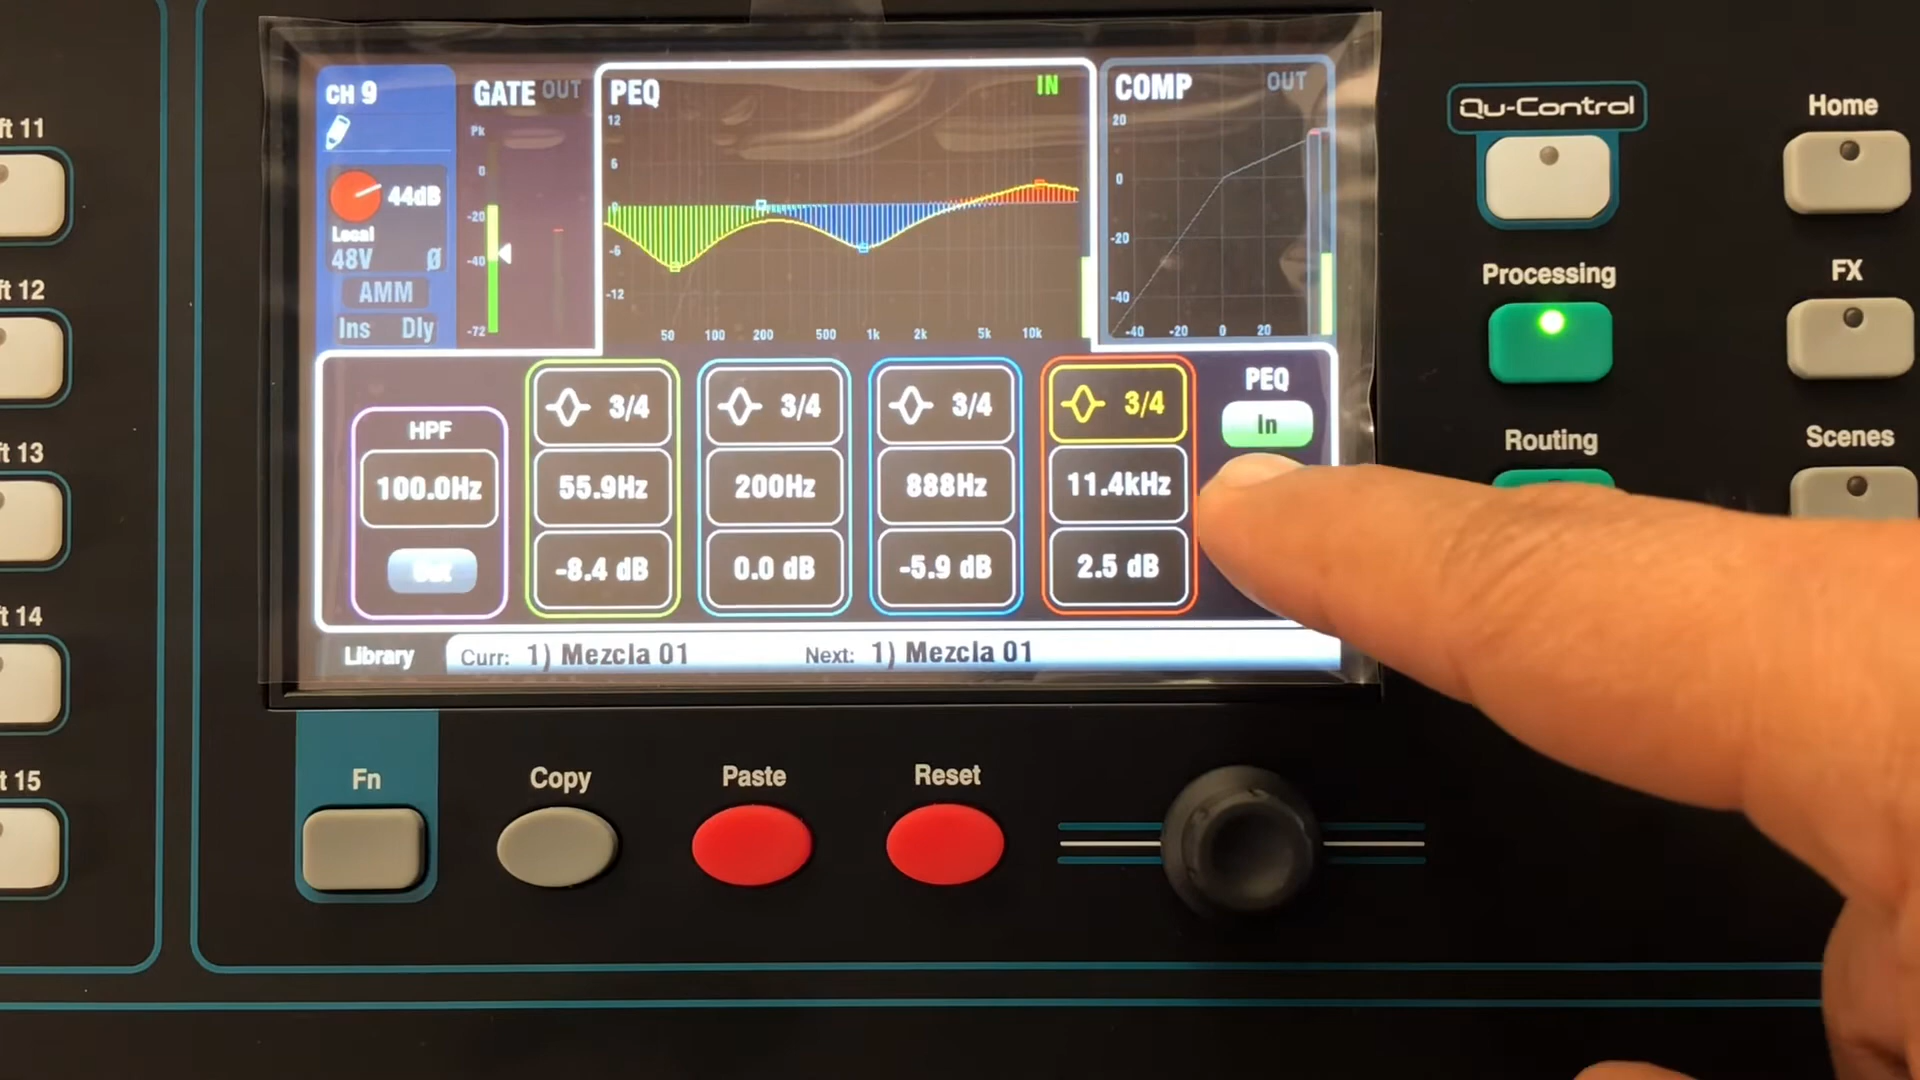 ft 11
ft 12
ft 13
ft 14
t 15
CH 9
44dB
Local
48V Ø
AMM
Ins Dly
GATE OUT
Pk
0
-20
-40
-72
PEQ IN
12
6
0
-6
-12
50 100 200 500 1k 2k 5k 10k
COMP OUT
20
0
-20
-40
-40 -20 0 20
HPF
100.0Hz
Out
3/4
55.9Hz
-8.4 dB
3/4
200Hz
0.0 dB
3/4
888Hz
-5.9 dB
3/4
11.4kHz
2.5 dB
PEQ
In
Library
Curr: 1) Mezcla 01
Next: 1) Mezcla 01
Fn
Copy
Paste
Reset
Qu-Control
Processing
Routing
Home
FX
Scenes